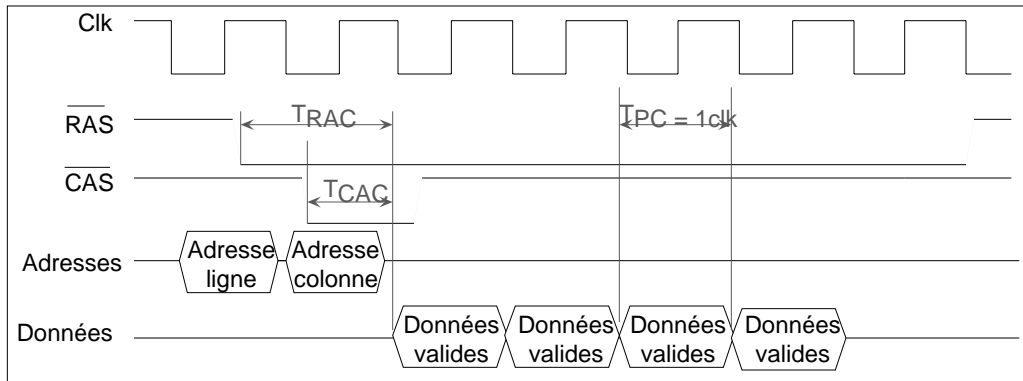 Clk
RAS
TRAC
TPC = 1clk
CAS
TCAC
Adresses
Adresse
ligne
Adresse
colonne
Données
Données
valides
Données
valides
Données
valides
Données
valides